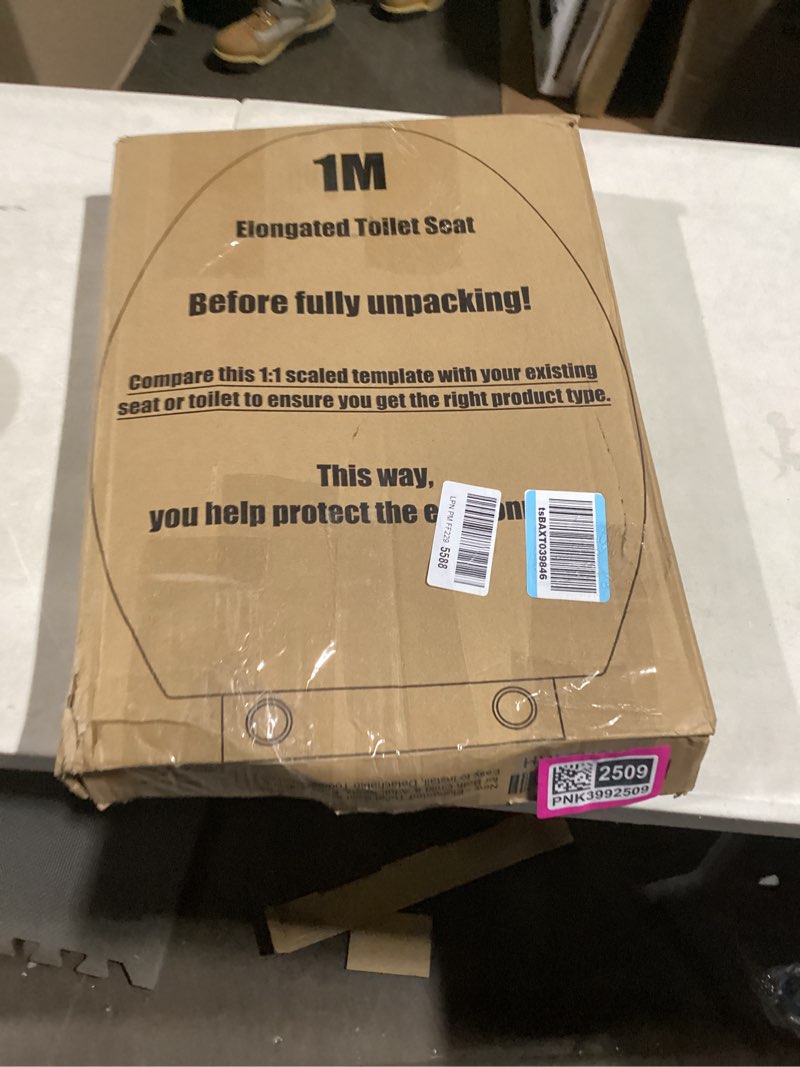 1M
Elongated Toilet Seat
Before fully unpacking!
Compare this 1:1 scaled template with your existing
seat or toilet to ensure you get the right product type.
This way,
you help protect the e on
LPN PM FF229 5588
tsBAXT039846
2509
PNK3992509